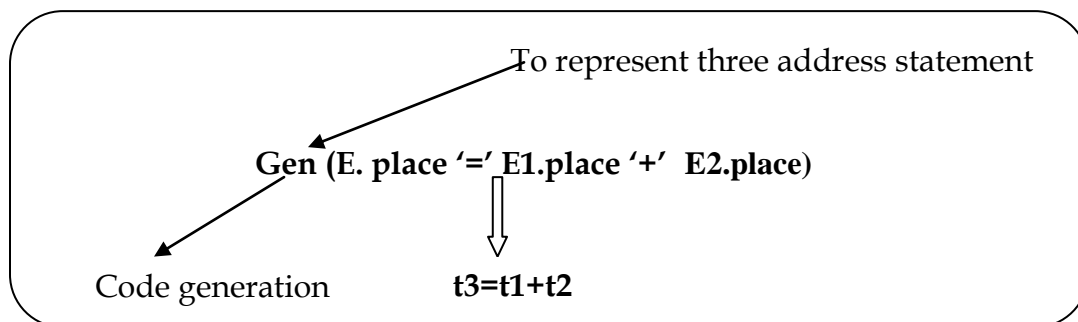 To represent three address statement
Gen (E. place ‘=’ E1.place ‘+’ E2.place)
Code generation
t3=t1+t2